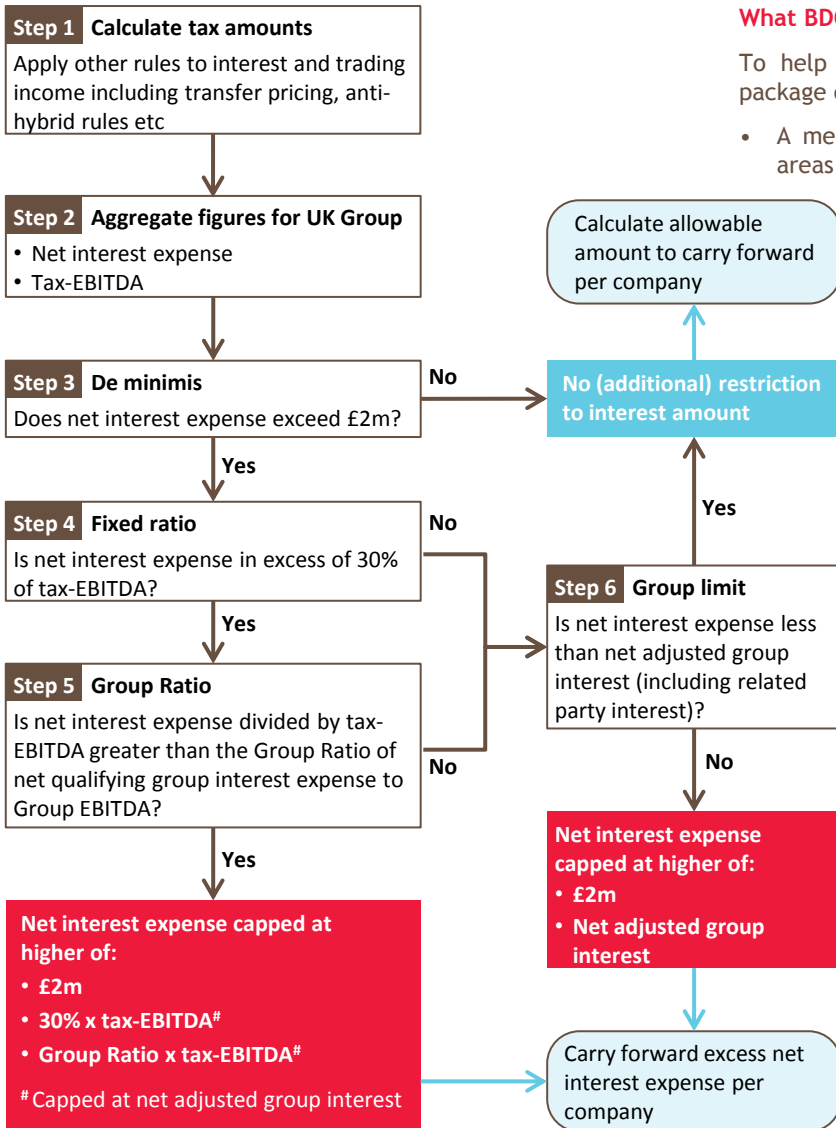 Step 1 Calculate tax amounts
Apply other rules to interest and trading
income including transfer pricing, anti-
hybrid rules etc
Step 2 Aggregate figures for UK Group
• Net interest expense
• Tax-EBITDA
Step 3 De minimis
Does net interest expense exceed £2m?
No
Yes
Step 4 Fixed ratio
Is net interest expense in excess of 30%
of tax-EBITDA?
No
Yes
Step 5 Group Ratio
Is net interest expense divided by tax-
EBITDA greater than the Group Ratio of
net qualifying group interest expense to
Group EBITDA?
No
Yes
Net interest expense capped at
higher of:
• £2m
• 30% x tax-EBITDA#
• Group Ratio x tax-EBITDA#
# Capped at net adjusted group interest
What BDO
To help
package
• A me
areas
Calculate allowable
amount to carry forward
per company
No (additional) restriction
to interest amount
Yes
Step 6 Group limit
Is net interest expense less
than net adjusted group
interest (including related
party interest)?
No
Net interest expense
capped at higher of:
• £2m
• Net adjusted group
interest
Carry forward excess net
interest expense per
company